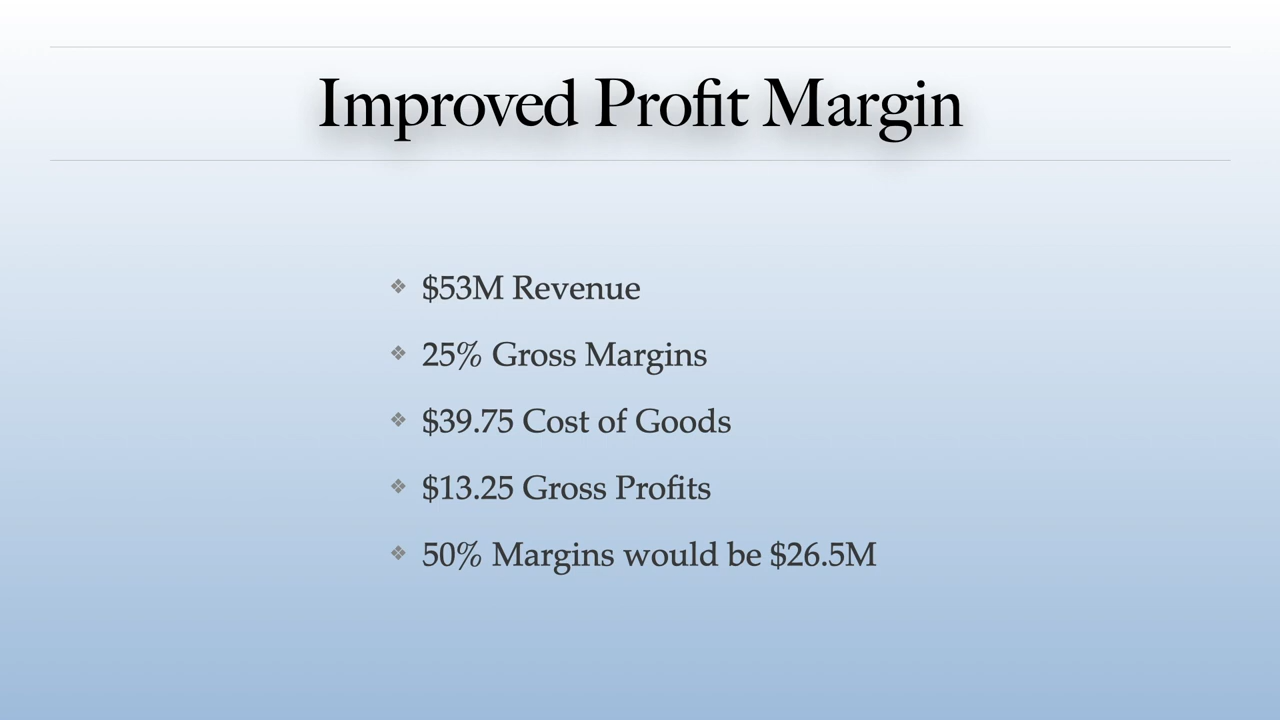 Improved Profit Margin
❖ $53M Revenue
❖ 25% Gross Margins
❖ $39.75 Cost of Goods
❖ $13.25 Gross Profits
❖ 50% Margins would be $26.5M